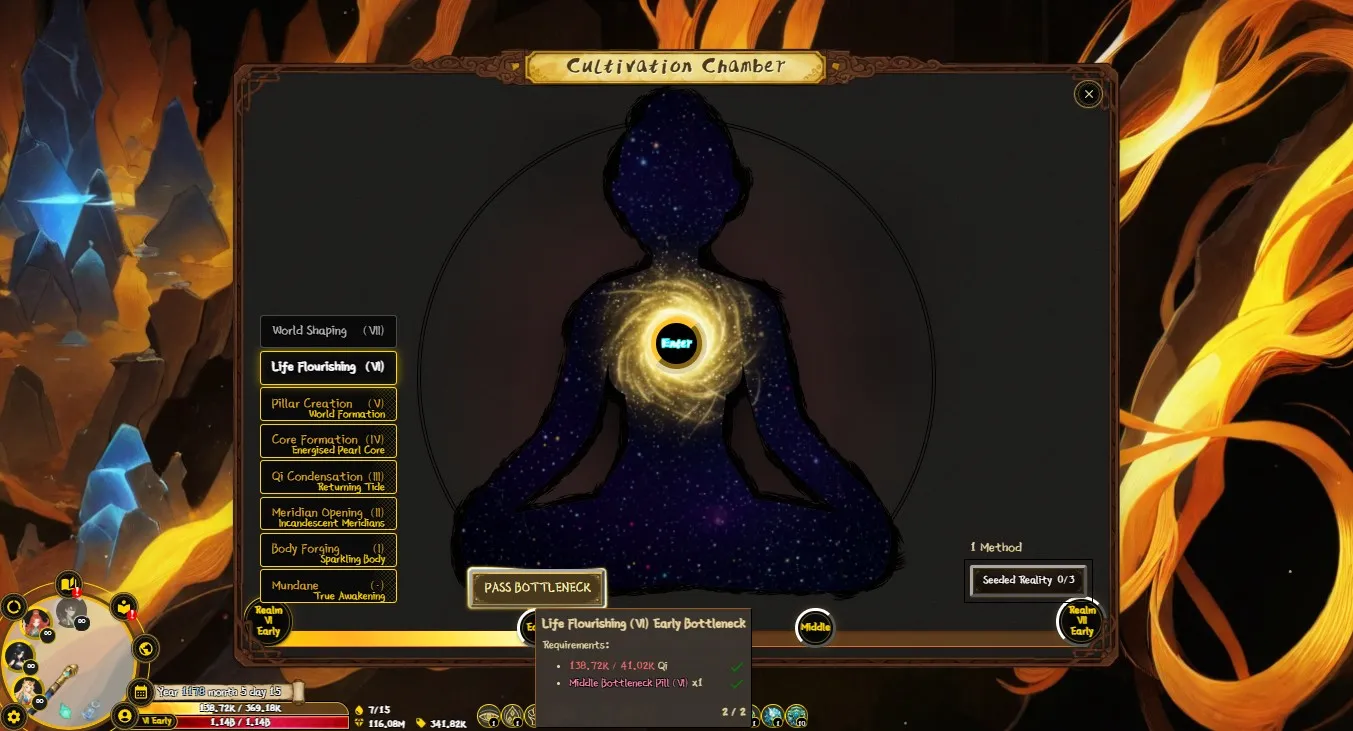 Cultivation Chamber
Enter
World Shaping (VII)
Life Flourishing (VI)
Pillar Creation (V)
World Formation
Core Formation (IV)
Energised Pearl Core
Qi Condensation (III)
Returning Tide
Meridian Opening (II)
Incandescent Meridians
Body Forging (I)
Sparkling Body
Mundane (-)
True Awakening
1 Method
Seeded Reality 0/3
PASS BOTTLENECK
Realm
VI
Early
Middle
Realm
VII
Early
Life Flourishing (VI) Early Bottleneck
Requirements:
• 138.72K / 41.02K Qi
• Middle Bottleneck Pill (VI) x1
2 / 2
Year 1178 month 5 day 15
138.72K / 369.18K
VI Early
1.14B / 1.14B
7/15
116.08M
341.82K
∞
∞
∞
∞
1
1
1
10